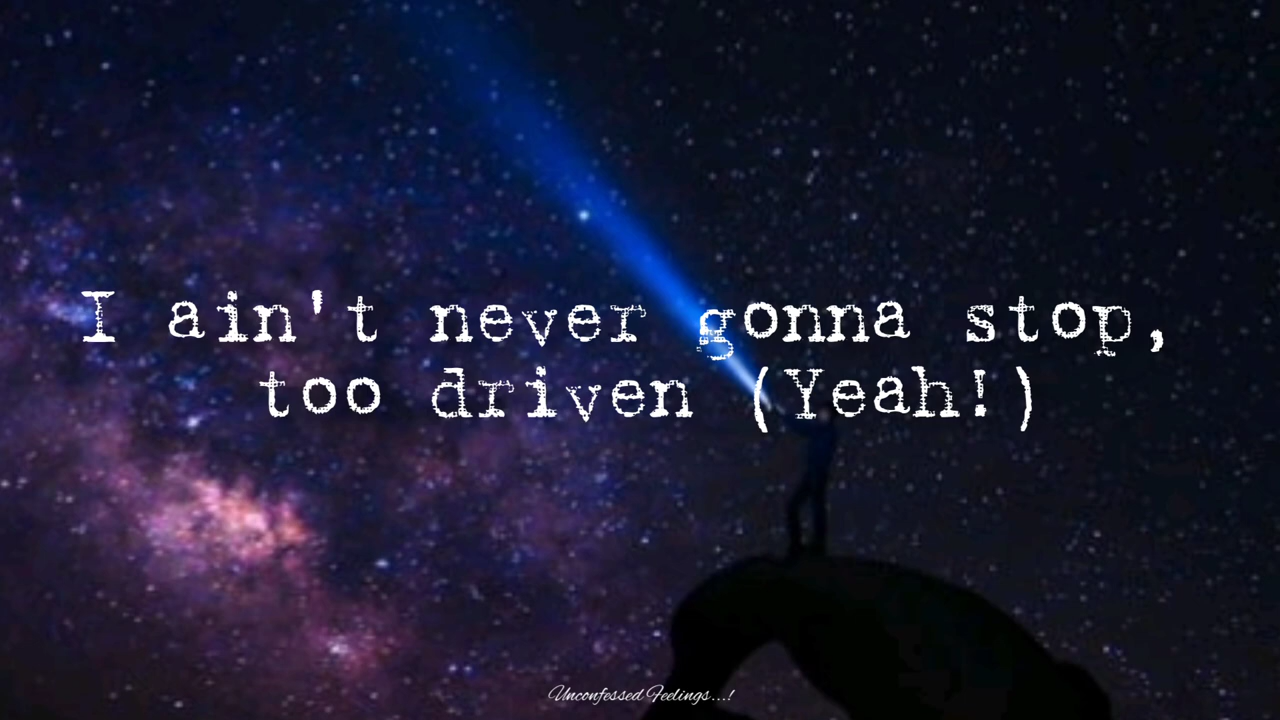 I ain't never gonna stop,
too driven (Yeah!)
Unconfessed Feelings...!